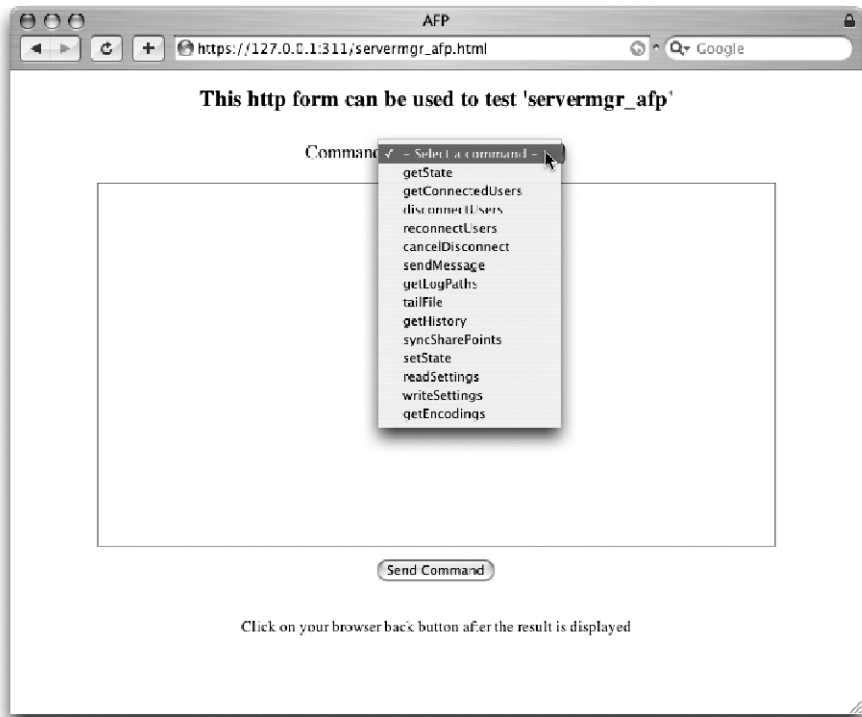 AFP
https://127.0.0.1:311/servermgr_afp.html
Google
This http form can be used to test 'servermgr_afp'
Command
✓ – Select a command –
getState
getConnectedUsers
disconnectUsers
reconnectUsers
cancelDisconnect
sendMessage
getLogPaths
tailFile
getHistory
syncSharePoints
setState
readSettings
writeSettings
getEncodings
Send Command
Click on your browser back button after the result is displayed